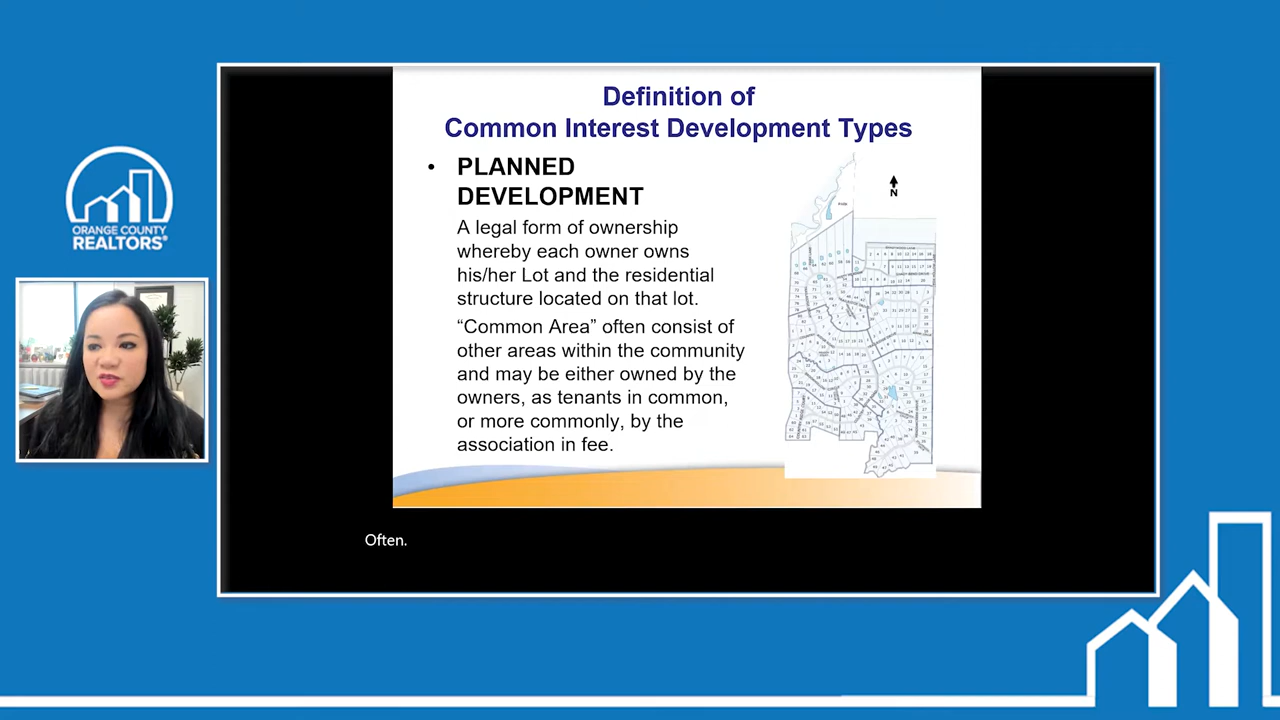 Definition of
Common Interest Development Types
• PLANNED
DEVELOPMENT
A legal form of ownership
whereby each owner owns
his/her Lot and the residential
structure located on that lot.
“Common Area” often consist of
other areas within the community
and may be either owned by the
owners, as tenants in common,
or more commonly, by the
association in fee.
N
ORANGE COUNTY
REALTORS®
Often.